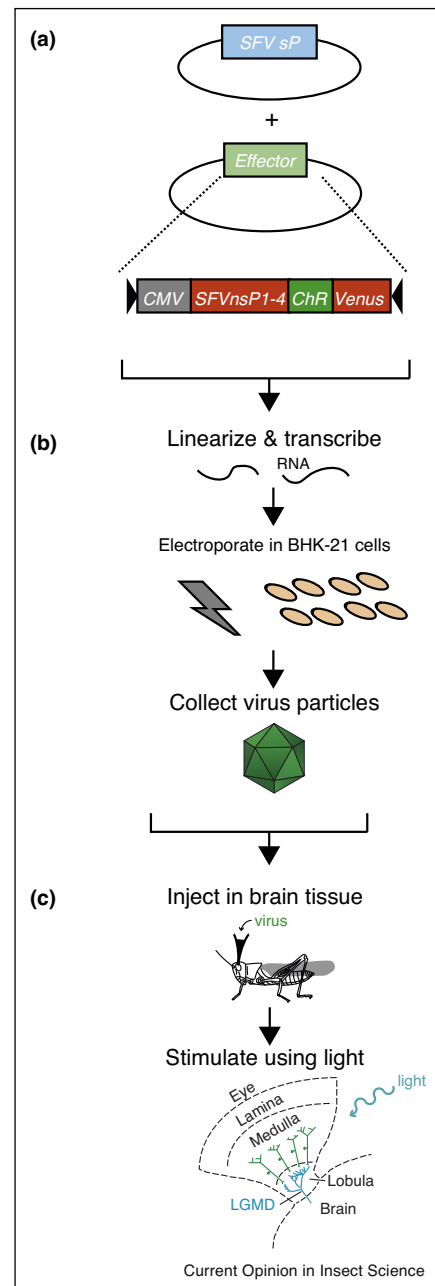 (a)
SFV sP
+
Effector
CMV SFVnsP1-4 ChR Venus
(b)
Linearize & transcribe
RNA
Electroporate in BHK-21 cells
Collect virus particles
(c)
Inject in brain tissue
virus
Stimulate using light
light
Eye
Lamina
Medulla
Lobula
LGMD
Brain
Current Opinion in Insect Science